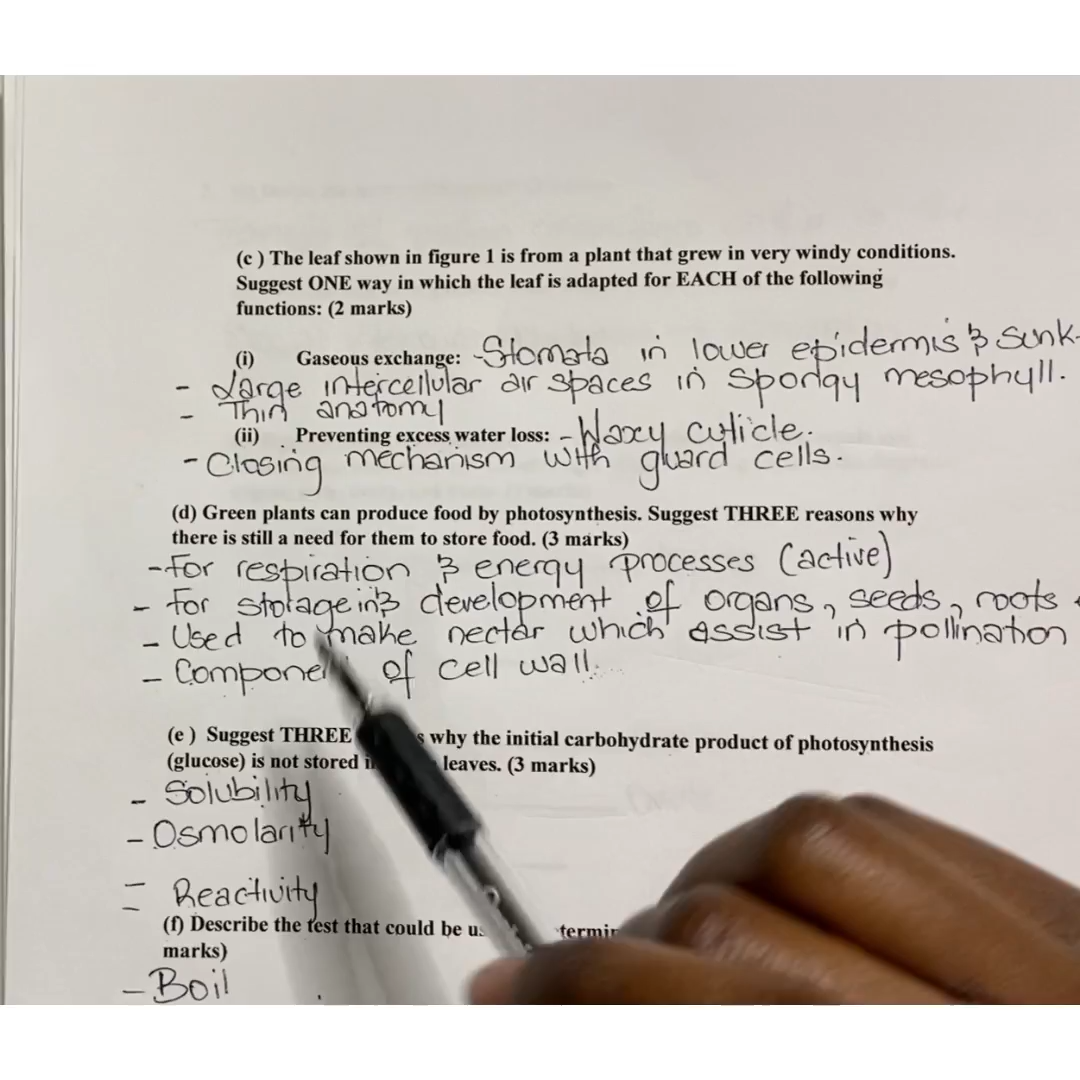 (c ) The leaf shown in figure 1 is from a plant that grew in very windy conditions.
Suggest ONE way in which the leaf is adapted for EACH of the following
functions: (2 marks)
(i) Gaseous exchange: - Stomata in lower epidermis & sunk-
- Large intercellular air spaces in spongy mesophyll.
- Thin anatomy
(ii) Preventing excess water loss: - Waxy cuticle.
- Closing mechanism with guard cells.
(d) Green plants can produce food by photosynthesis. Suggest THREE reasons why
there is still a need for them to store food. (3 marks)
- For respiration & energy processes (active)
- For storage in & development of organs, seeds, roots
- Used to make nectar which assist in pollination
- Componen of cell wall.
(e ) Suggest THREE why the initial carbohydrate product of photosynthesis
(glucose) is not stored leaves. (3 marks)
- Solubility
- Osmolarity
- Reactivity
(f) Describe the test that could be
marks)
- Boil